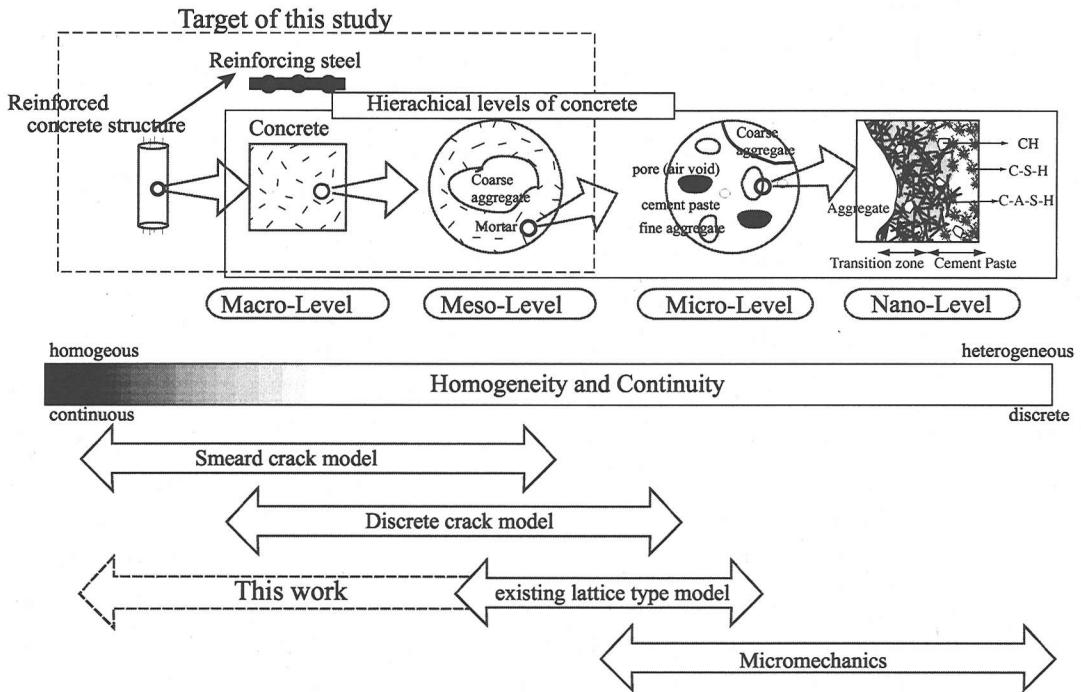 Target of this study
Reinforcing steel
Reinforced
concrete structure
Hierachical levels of concrete
Concrete
Coarse
aggregate
Mortar
Coarse
aggregate
pore (air void)
cement paste
fine aggregate
Aggregate
CH
C-S-H
C-A-S-H
Transition zone
Cement Paste
Macro-Level
Meso-Level
Micro-Level
Nano-Level
homogeous
heterogeneous
Homogeneity and Continuity
continuous
discrete
Smeard crack model
Discrete crack model
This work
existing lattice type model
Micromechanics